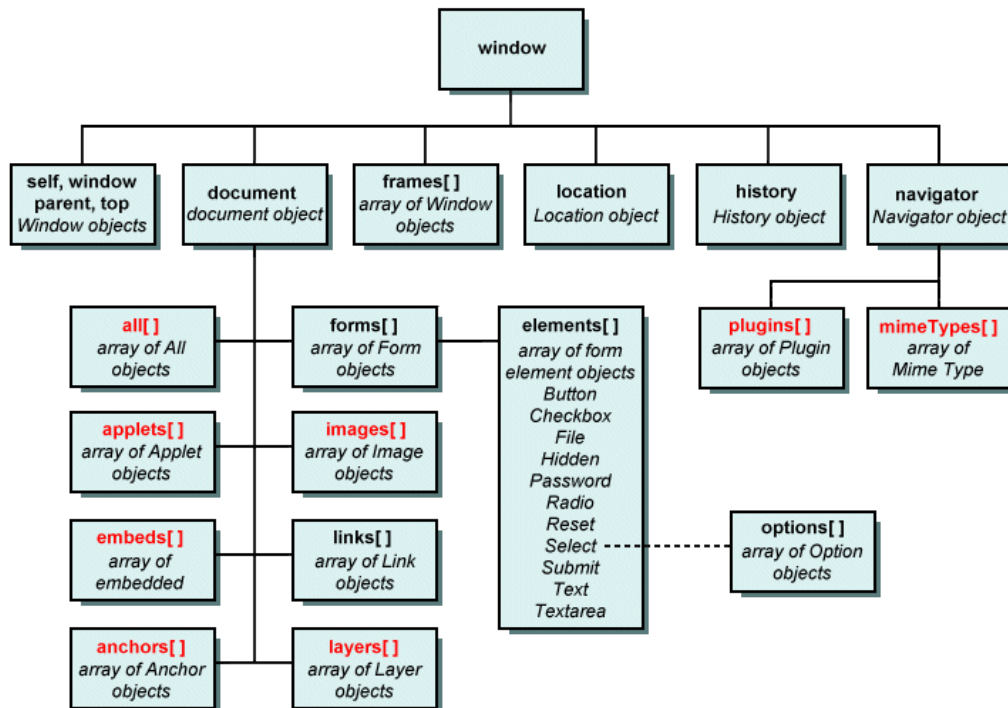 window
self, window
parent, top
Window objects
document
document object
frames[ ]
array of Window
objects
location
Location object
history
History object
navigator
Navigator object
all[ ]
array of All
objects
forms[ ]
array of Form
objects
elements[ ]
array of form
element objects
Button
Checkbox
File
Hidden
Password
Radio
Reset
Select
Submit
Text
Textarea
plugins[ ]
array of Plugin
objects
mimeTypes[ ]
array of
Mime Type
applets[ ]
array of Applet
objects
images[ ]
array of Image
objects
embeds[ ]
array of
embedded
links[ ]
array of Link
objects
options[ ]
array of Option
objects
anchors[ ]
array of Anchor
objects
layers[ ]
array of Layer
objects